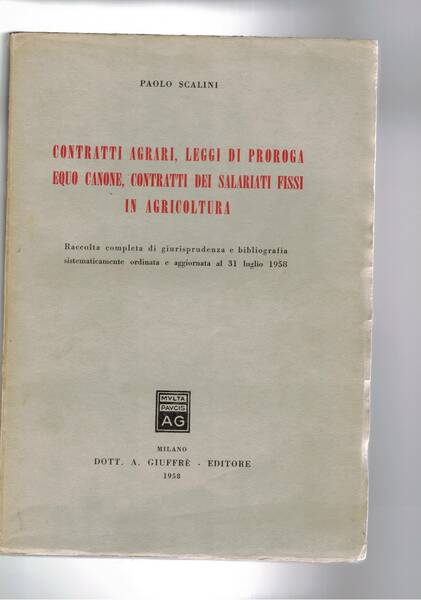 PAOLO SCALINI
CONTRATTI AGRARI, LEGGI DI PROROGA
EQUO CANONE, CONTRATTI DEI SALARIATI FISSI
IN AGRICOLTURA
Raccolta completa di giurisprudenza e bibliografia
sistematicamente ordinata e aggiornata al 31 luglio 1958
MVLTA
PAVCIS
AG
MILANO
DOTT. A. GIUFFRÈ - EDITORE
1958